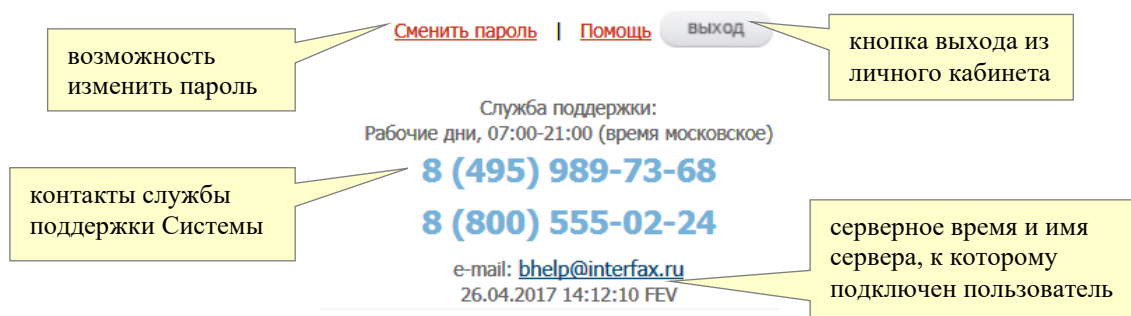 Сменить пароль | Помощь выход
возможность
изменить пароль
кнопка выхода из
личного кабинета
Служба поддержки:
Рабочие дни, 07:00-21:00 (время московское)
8 (495) 989-73-68
контакты службы
поддержки Системы
8 (800) 555-02-24
серверное время и имя
сервера, к которому
подключен пользователь
e-mail: bhelp@interfax.ru
26.04.2017 14:12:10 FEV